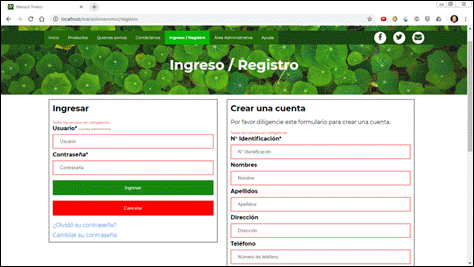 Marisol Vivero
localhost/marisolviveromvc/registro
Inicio Productos Quienes somos Contáctenos Ingreso / Registro Área Administrativa Ayuda
Ingreso / Registro
Ingresar
Todos los campos son obligatorios
Usuario* (correo electrónico)
Usuario
Contraseña*
Contraseña
Ingresar
Cancelar
¿Olvidó su contraseña?
Cambiar su contraseña
Crear una cuenta
Por favor diligencie este formulario para crear una cuenta.
Todos los campos son obligatorios
N° Identificación*
N° Identificación
Nombres
Nombre
Apellidos
Apellidos
Dirección
Dirección
Teléfono
Número de teléfono